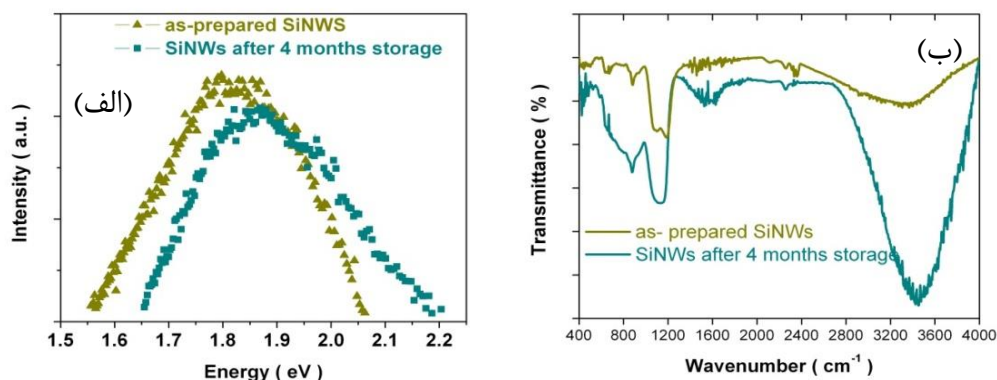 as-prepared SiNWS
SiNWs after 4 months storage
(الف)
Intensity ( a.u. )
1.5 1.6 1.7 1.8 1.9 2.0 2.1 2.2
Energy ( eV )
(ب)
Transmittance ( % )
as- prepared SiNWs
SiNWs after 4 months storage
400 800 1200 1600 2000 2400 2800 3200 3600 4000
Wavenumber ( cm⁻¹ )